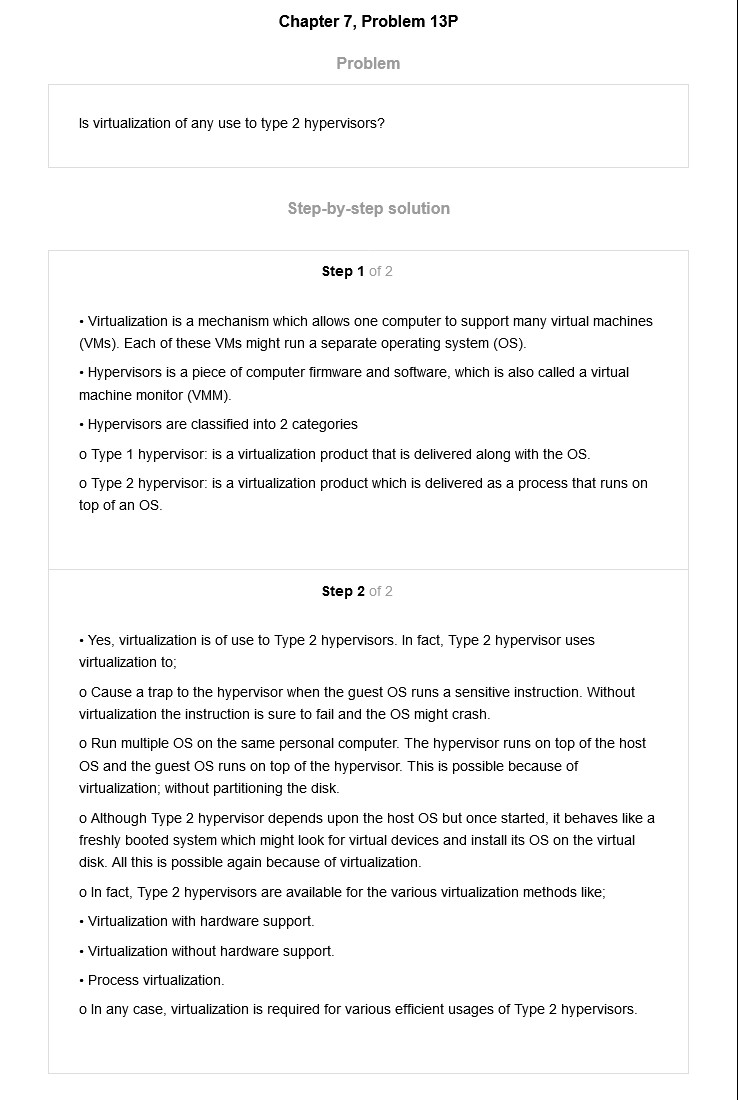 Chapter 7, Problem 13P
Problem
Is virtualization of any use to type 2 hypervisors?
Step-by-step solution
Step 1 of 2
• Virtualization is a mechanism which allows one computer to support many virtual machines
(VMs). Each of these VMs might run a separate operating system (OS).
• Hypervisors is a piece of computer firmware and software, which is also called a virtual
machine monitor (VMM).
• Hypervisors are classified into 2 categories
o Type 1 hypervisor: is a virtualization product that is delivered along with the OS.
o Type 2 hypervisor: is a virtualization product which is delivered as a process that runs on
top of an OS.
Step 2 of 2
• Yes, virtualization is of use to Type 2 hypervisors. In fact, Type 2 hypervisor uses
virtualization to;
o Cause a trap to the hypervisor when the guest OS runs a sensitive instruction. Without
virtualization the instruction is sure to fail and the OS might crash.
o Run multiple OS on the same personal computer. The hypervisor runs on top of the host
OS and the guest OS runs on top of the hypervisor. This is possible because of
virtualization; without partitioning the disk.
o Although Type 2 hypervisor depends upon the host OS but once started, it behaves like a
freshly booted system which might look for virtual devices and install its OS on the virtual
disk. All this is possible again because of virtualization.
o In fact, Type 2 hypervisors are available for the various virtualization methods like;
• Virtualization with hardware support.
• Virtualization without hardware support.
• Process virtualization.
o In any case, virtualization is required for various efficient usages of Type 2 hypervisors.